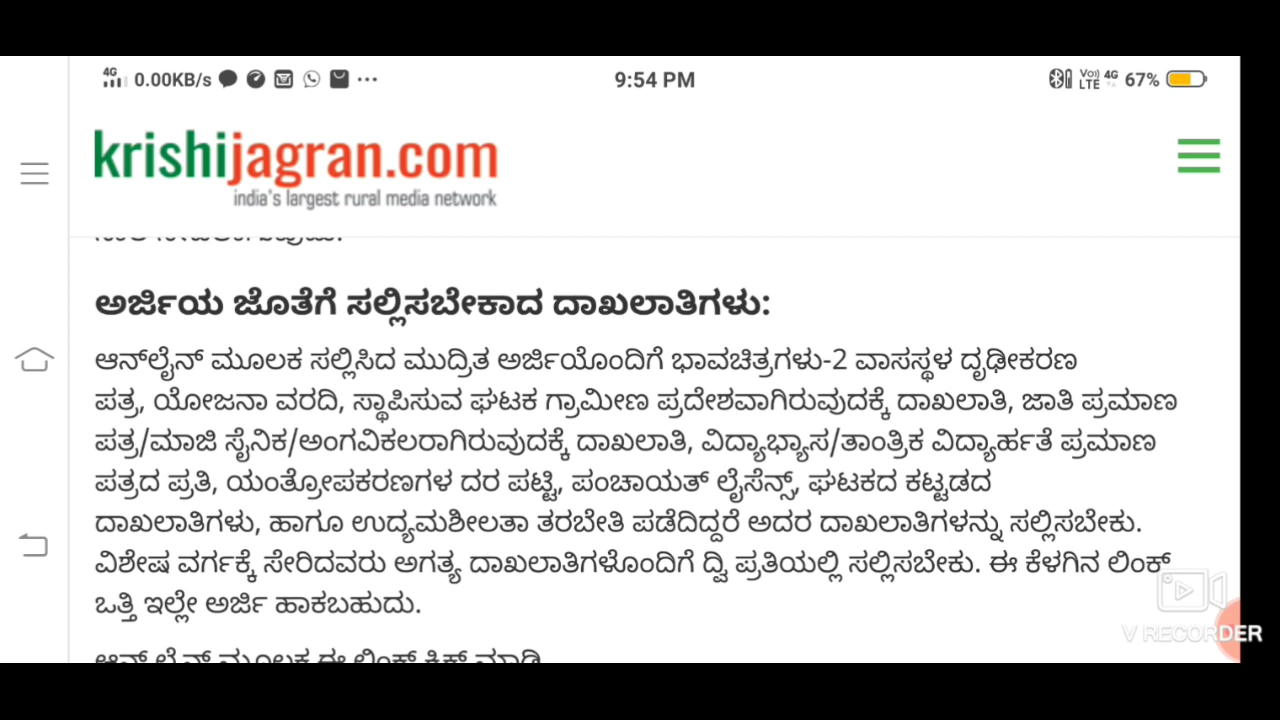 4G 0.00KB/s ... 9:54 PM Vo) LTE 4G 67%
krishijagran.com
india's largest rural media network
ಅರ್ಜಿಯ ಜೊತೆಗೆ ಸಲ್ಲಿಸಬೇಕಾದ ದಾಖಲಾತಿಗಳು:
ಆನ್‌ಲೈನ್ ಮೂಲಕ ಸಲ್ಲಿಸಿದ ಮುದ್ರಿತ ಅರ್ಜಿಯೊಂದಿಗೆ ಭಾವಚಿತ್ರಗಳು-2 ವಾಸಸ್ಥಳ ದೃಢೀಕರಣ
ಪತ್ರ, ಯೋಜನಾ ವರದಿ, ಸ್ಥಾಪಿಸುವ ಘಟಕ ಗ್ರಾಮೀಣ ಪ್ರದೇಶವಾಗಿರುವುದಕ್ಕೆ ದಾಖಲಾತಿ, ಜಾತಿ ಪ್ರಮಾಣ
ಪತ್ರ/ಮಾಜಿ ಸೈನಿಕ/ಅಂಗವಿಕಲರಾಗಿರುವುದಕ್ಕೆ ದಾಖಲಾತಿ, ವಿದ್ಯಾಭ್ಯಾಸ/ತಾಂತ್ರಿಕ ವಿದ್ಯಾರ್ಹತೆ ಪ್ರಮಾಣ
ಪತ್ರದ ಪ್ರತಿ, ಯಂತ್ರೋಪಕರಣಗಳ ದರ ಪಟ್ಟಿ, ಪಂಚಾಯತ್ ಲೈಸೆನ್ಸ್, ಘಟಕದ ಕಟ್ಟಡದ
ದಾಖಲಾತಿಗಳು, ಹಾಗೂ ಉದ್ಯಮಶೀಲತಾ ತರಬೇತಿ ಪಡೆದಿದ್ದರೆ ಅದರ ದಾಖಲಾತಿಗಳನ್ನು ಸಲ್ಲಿಸಬೇಕು.
ವಿಶೇಷ ವರ್ಗಕ್ಕೆ ಸೇರಿದವರು ಅಗತ್ಯ ದಾಖಲಾತಿಗಳೊಂದಿಗೆ ದ್ವಿ ಪ್ರತಿಯಲ್ಲಿ ಸಲ್ಲಿಸಬೇಕು. ಈ ಕೆಳಗಿನ ಲಿಂಕ್
ಒತ್ತಿ ಇಲ್ಲೇ ಅರ್ಜಿ ಹಾಕಬಹುದು.
V RECORDER
ಆನ್ ಲೈನ್ ಮೂಲಕ ಈ ಲಿಂಕ್ ಕ್ಲಿಕ್ ಮಾಡಿ